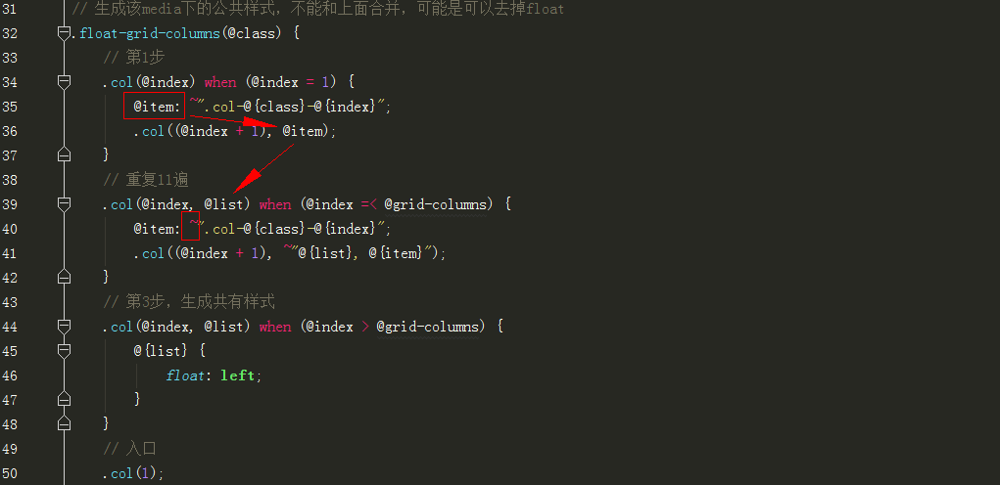 31 // 生成该media下的公共样式，不能和上面合并，可能是可以去掉float
32 .float-grid-columns(@class) {
33 // 第1步
34 .col(@index) when (@index = 1) {
35 @item: ~".col-@{class}-@{index}";
36 .col((@index + 1), @item);
37 }
38 // 重复11遍
39 .col(@index, @list) when (@index =< @grid-columns) {
40 @item: ~".col-@{class}-@{index}";
41 .col((@index + 1), ~"@{list}, @{item}");
42 }
43 // 第3步，生成共有样式
44 .col(@index, @list) when (@index > @grid-columns) {
45 @{list} {
46 float: left;
47 }
48 }
49 // 入口
50 .col(1);